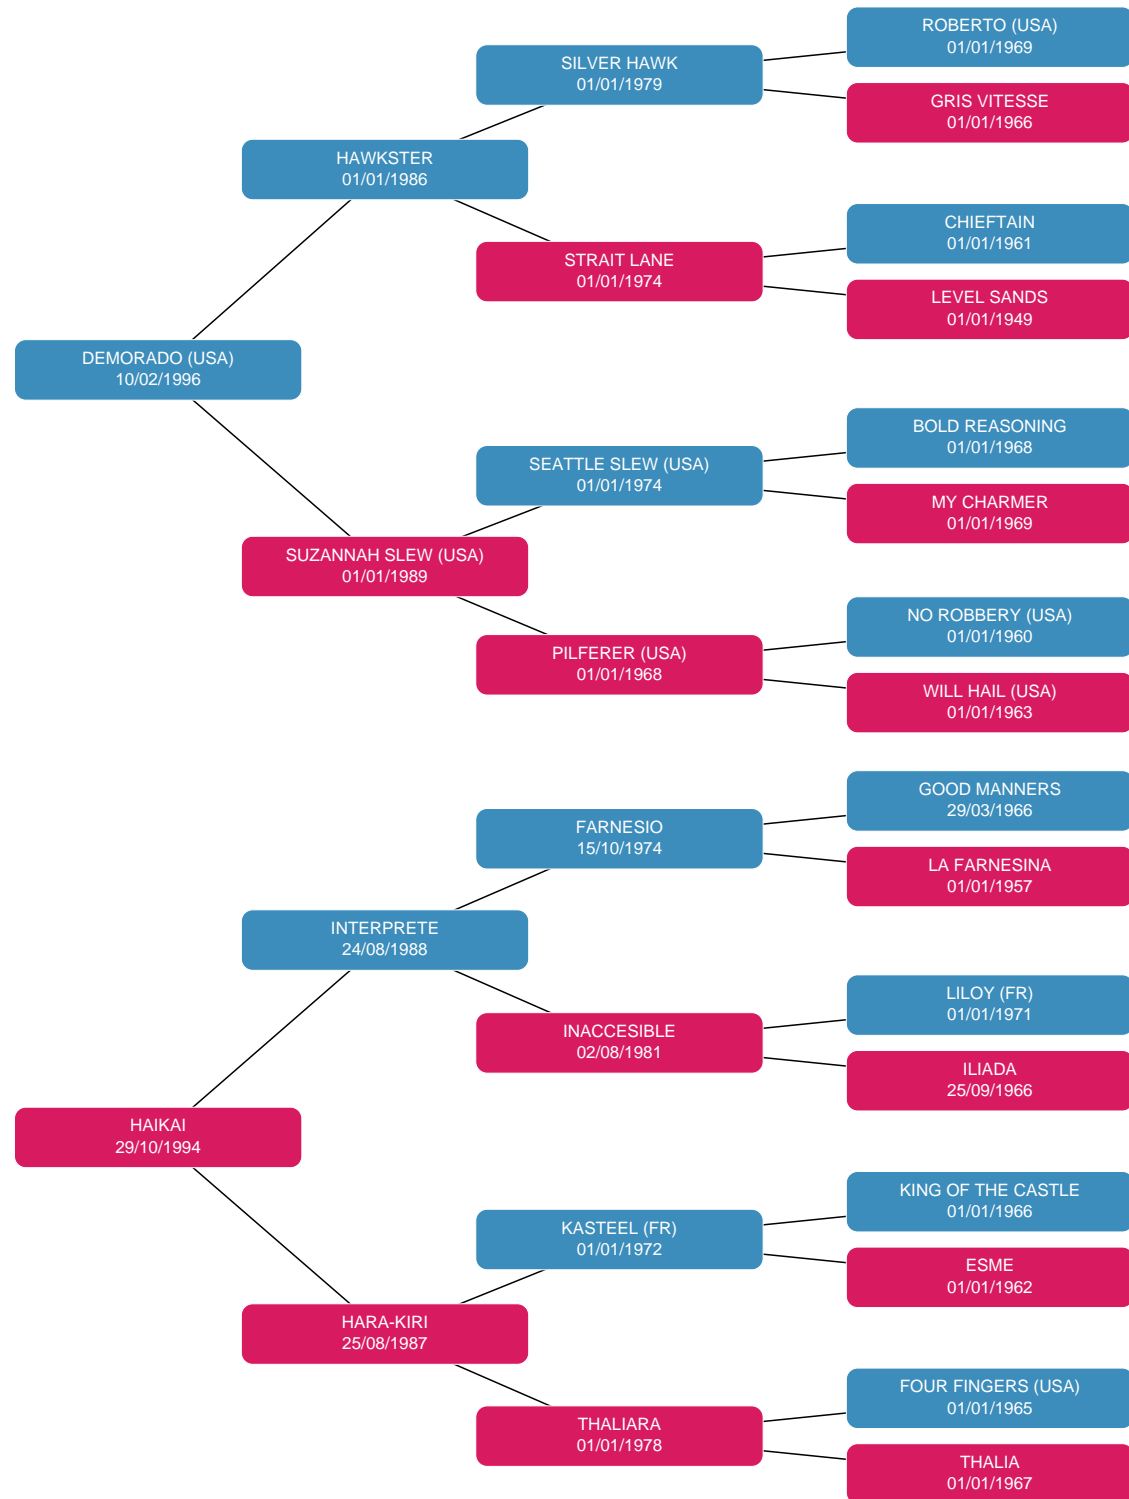 ROBERTO (USA)
01/01/1969
SILVER HAWK
01/01/1979
GRIS VITESSE
01/01/1966
HAWKSTER
01/01/1986
CHIEFTAIN
01/01/1961
STRAIT LANE
01/01/1974
LEVEL SANDS
01/01/1949
DEMORADO (USA)
10/02/1996
BOLD REASONING
01/01/1968
SEATTLE SLEW (USA)
01/01/1974
MY CHARMER
01/01/1969
SUZANNAH SLEW (USA)
01/01/1989
NO ROBBERY (USA)
01/01/1960
PILFERER (USA)
01/01/1968
WILL HAIL (USA)
01/01/1963
GOOD MANNERS
29/03/1966
FARNESIO
15/10/1974
LA FARNESINA
01/01/1957
INTERPRETE
24/08/1988
LILOY (FR)
01/01/1971
INACCESIBLE
02/08/1981
ILIADA
25/09/1966
HAIKAI
29/10/1994
KING OF THE CASTLE
01/01/1966
KASTEEL (FR)
01/01/1972
ESME
01/01/1962
HARA-KIRI
25/08/1987
FOUR FINGERS (USA)
01/01/1965
THALIARA
01/01/1978
THALIA
01/01/1967